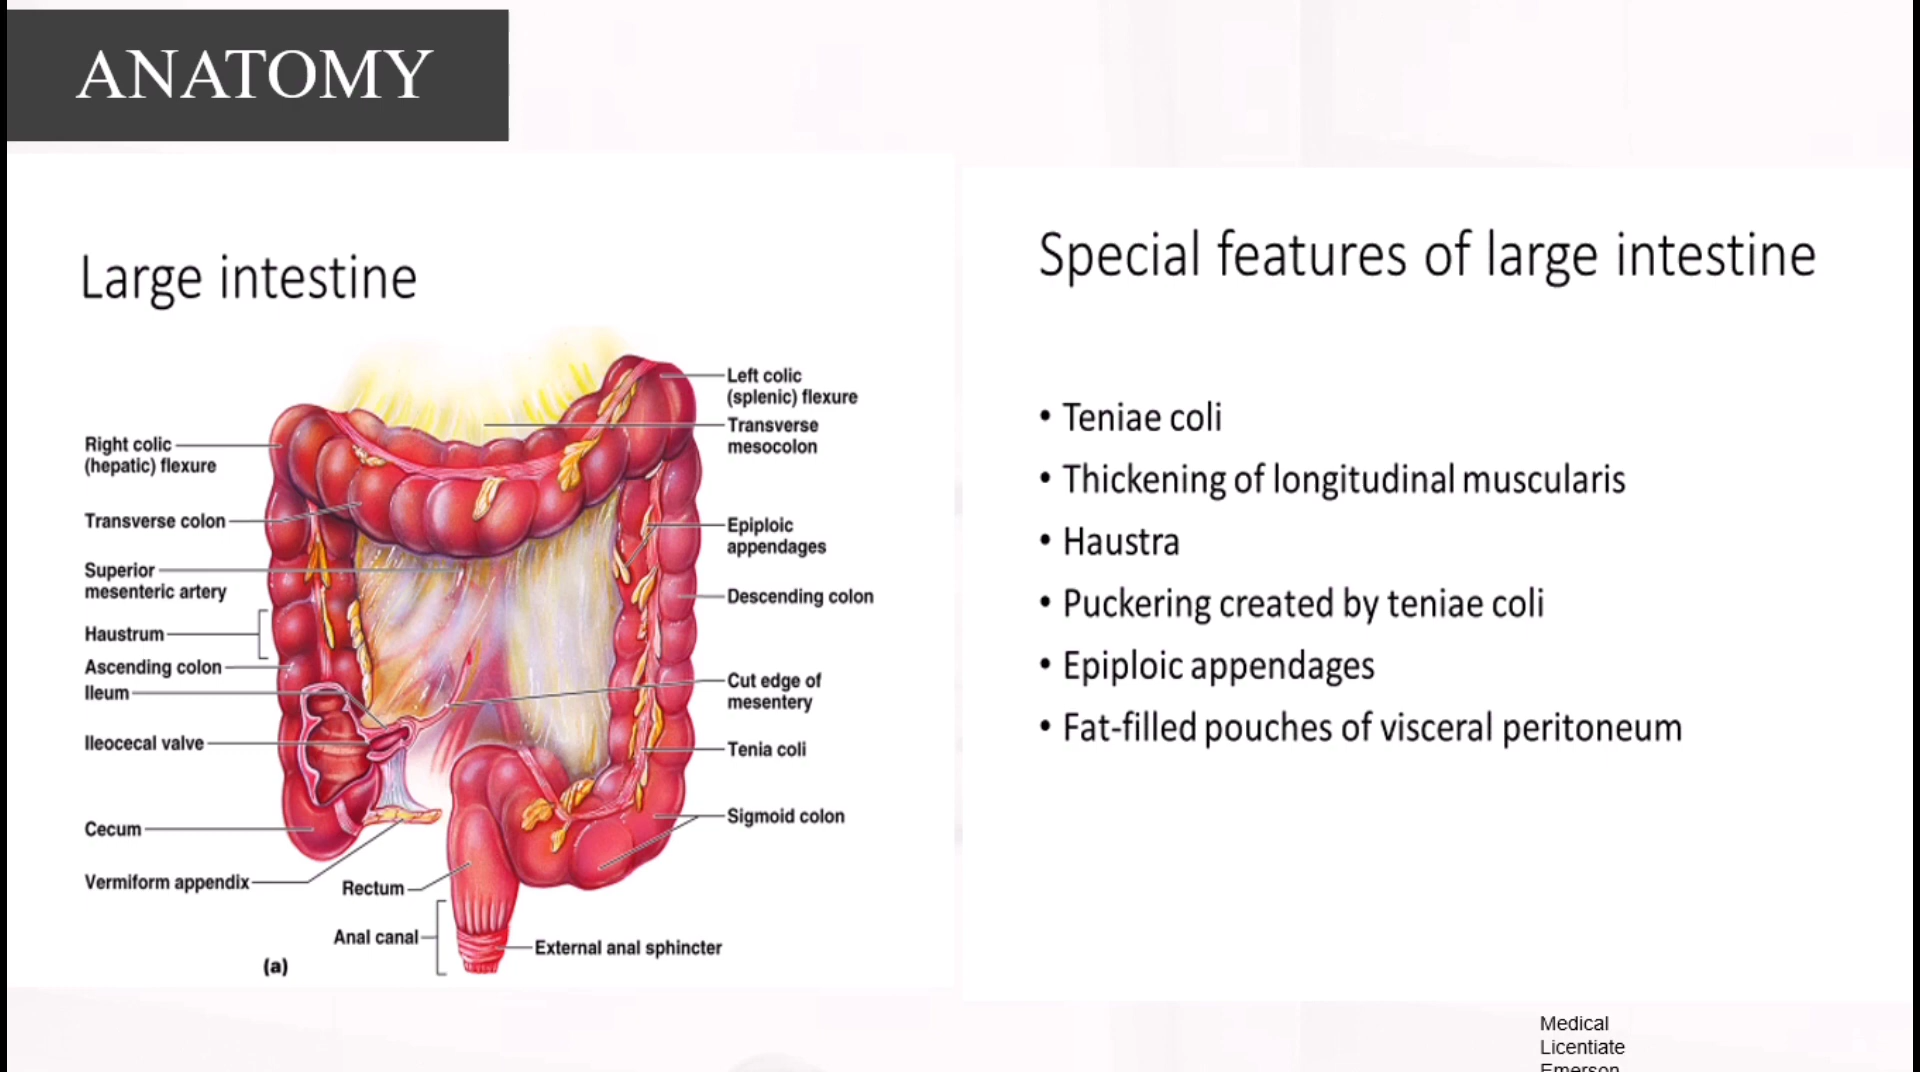 ANATOMY
Large intestine
Right colic
(hepatic) flexure
Transverse colon
Superior
mesenteric artery
Haustrum
Ascending colon
Ileum
Ileocecal valve
Cecum
Vermiform appendix
Rectum
Anal canal
(a)
Left colic
(splenic) flexure
Transverse
mesocolon
Epiploic
appendages
Descending colon
Cut edge of
mesentery
Tenia coli
Sigmoid colon
External anal sphincter
Special features of large intestine
• Teniae coli
• Thickening of longitudinal muscularis
• Haustra
• Puckering created by teniae coli
• Epiploic appendages
• Fat-filled pouches of visceral peritoneum
Medical
Licentiate
Emerson